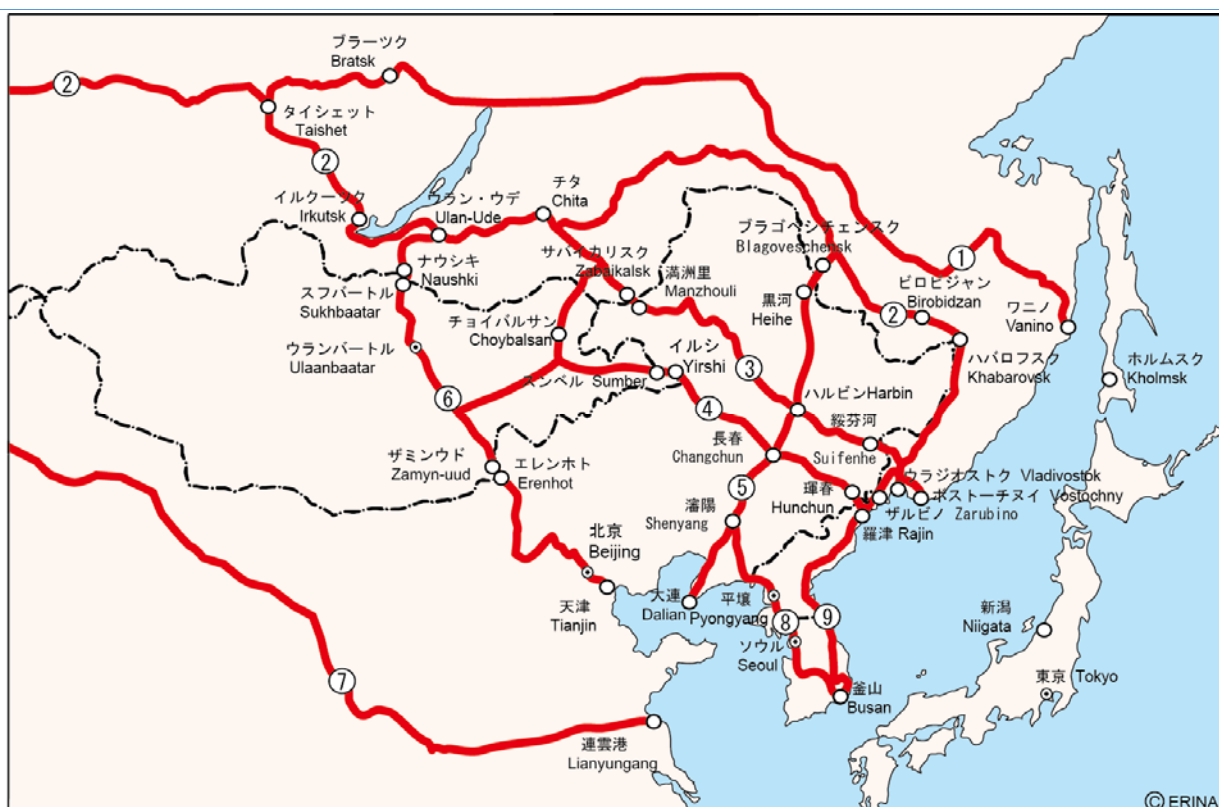 ブラーツク
Bratsk
②
タイシェット
Taishet
②
イルクーツク
Irkutsk
ウラン・ウデ
Ulan-Ude
チタ
Chita
ブラゴベシチェンスク
Blagoveschensk
①
ナウシキ
Naushki
スフバートル
Sukhbaatar
サバイカリスク
Zabaikalsk
満洲里
Manzhouli
黒河
Heihe
ビロビジャン
Birobidzan
②
ワニノ
Vanino
チョイバルサン
Choybalsan
ウランバートル
Ulaanbaatar
イルシ
Yirshi
③
ハバロフスク
Khabarovsk
ホルムスク
Kholmsk
スンベル Sumber
⑥
④
ハルビンHarbin
綏芬河
Suifenhe
長春
Changchun
ザミンウド
Zamyn-uud
エレンホト
Erenhot
⑤
琿春
Hunchun
ウラジオストク Vladivostok
ボストーチヌイ Vostochny
ザルビノ Zarubino
羅津 Rajin
瀋陽
Shenyang
北京
Beijing
天津
Tianjin
大連
Dalian
平壌
Pyongyang
⑧
⑨
ソウル
Seoul
新潟
Niigata
⑦
釜山
Busan
東京 Tokyo
連雲港
Lianyungang
© ERINA